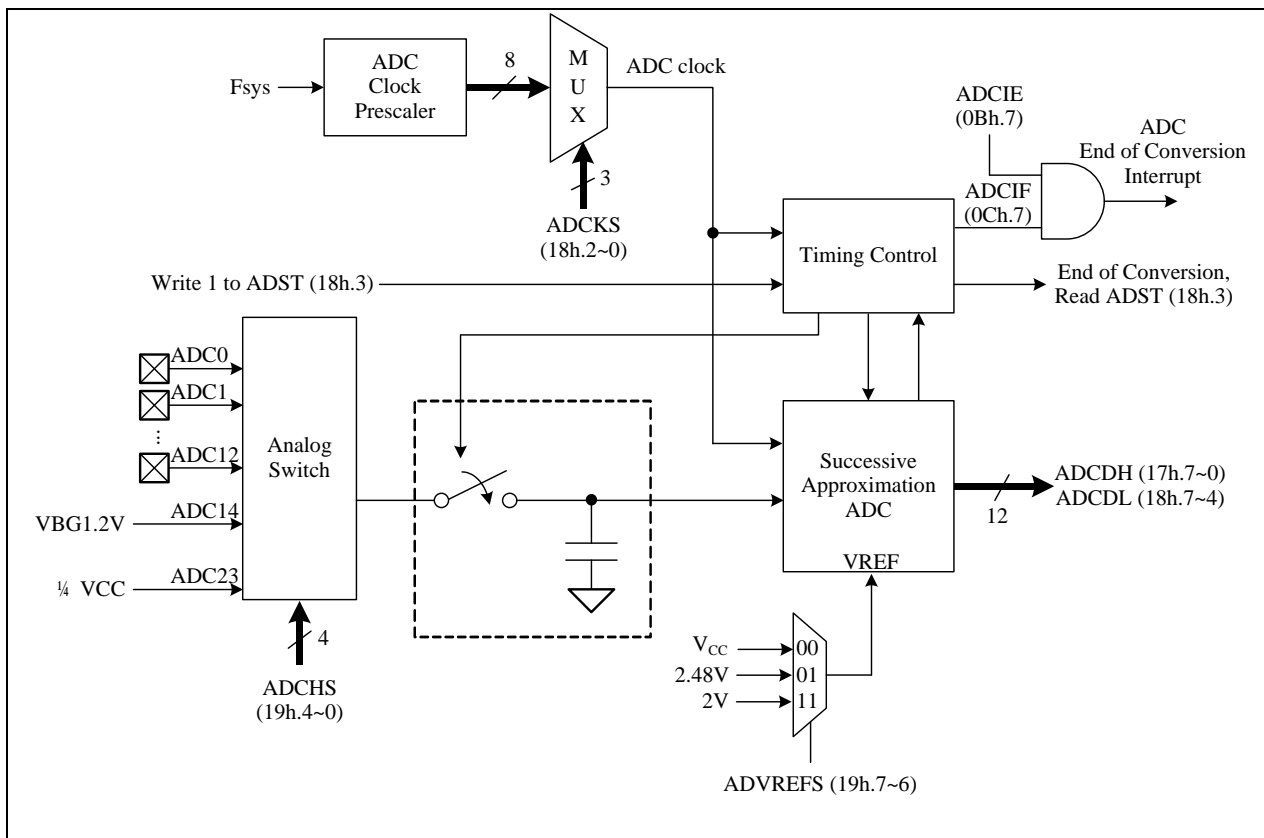 Fsys
ADC
Clock
Prescaler
8
M
U
X
ADC clock
3
ADCKS
(18h.2~0)
ADCIE
(0Bh.7)
ADC
End of Conversion
Interrupt
ADCIF
(0Ch.7)
Timing Control
Write 1 to ADST (18h.3)
End of Conversion,
Read ADST (18h.3)
ADC0
ADC1
...
ADC12
VBG1.2V
ADC14
¼ VCC
ADC23
Analog
Switch
4
ADCHS
(19h.4~0)
Successive
Approximation
ADC
VREF
12
ADCDH (17h.7~0)
ADCDL (18h.7~4)
VCC
00
2.48V
01
2V
11
ADVREFS (19h.7~6)